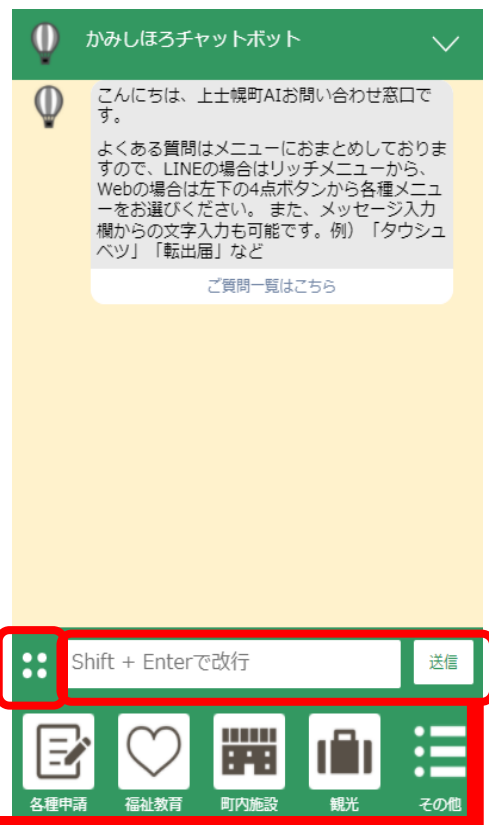 かみしほろチャットボット
こんにちは、上士幌町AIお問い合わせ窓口で
す。
よくある質問はメニューにおまとめしておりま
すので、LINEの場合はリッチメニューから、
Webの場合は左下の4点ボタンから各種メニュ
ーをお選びください。 また、メッセージ入力
欄からの文字入力も可能です。例）「タウシュ
ベツ」「転出届」など
ご質問一覧はこちら
Shift + Enterで改行
送信
各種申請 福祉教育 町内施設 観光 その他